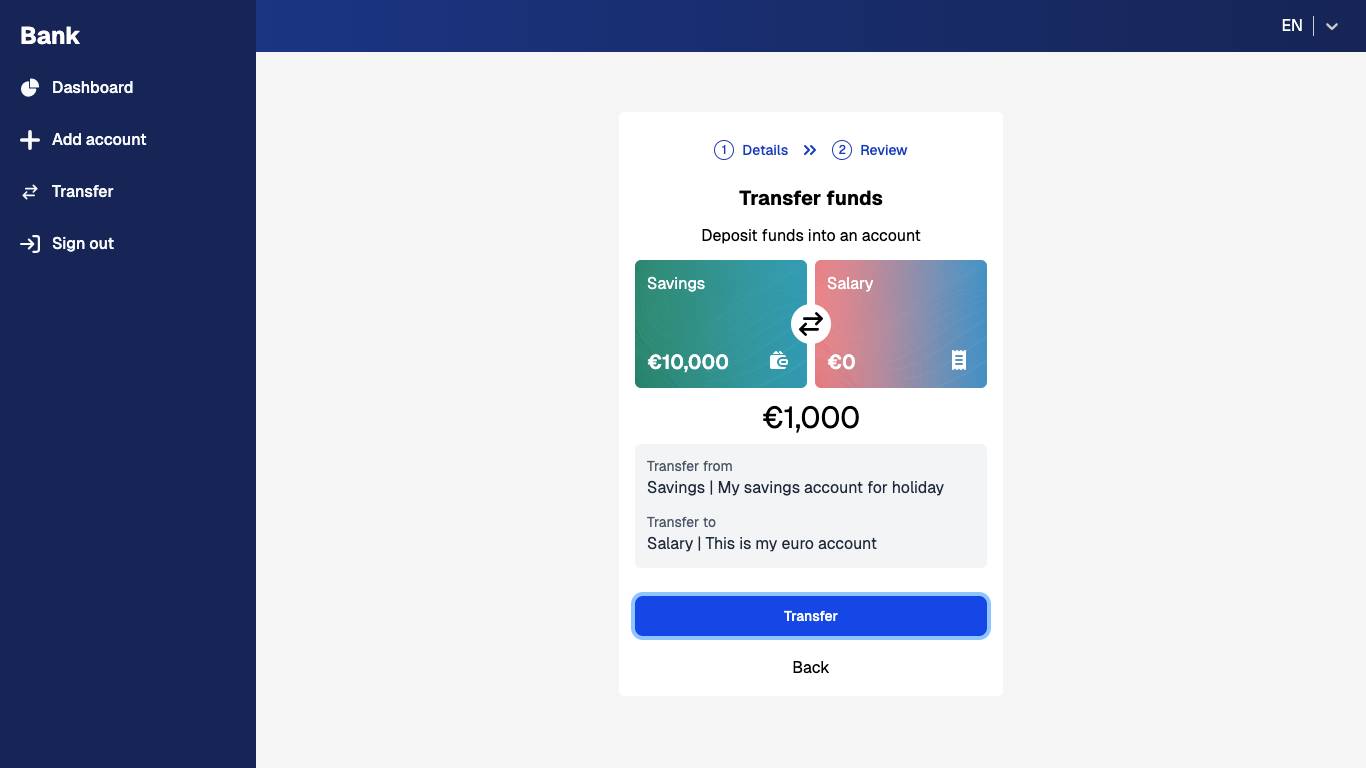 Bank
Dashboard
Add account
Transfer
Sign out
EN
1 Details 2 Review
Transfer funds
Deposit funds into an account
Savings
€10,000
Salary
€0
€1,000
Transfer from
Savings | My savings account for holiday
Transfer to
Salary | This is my euro account
Transfer
Back